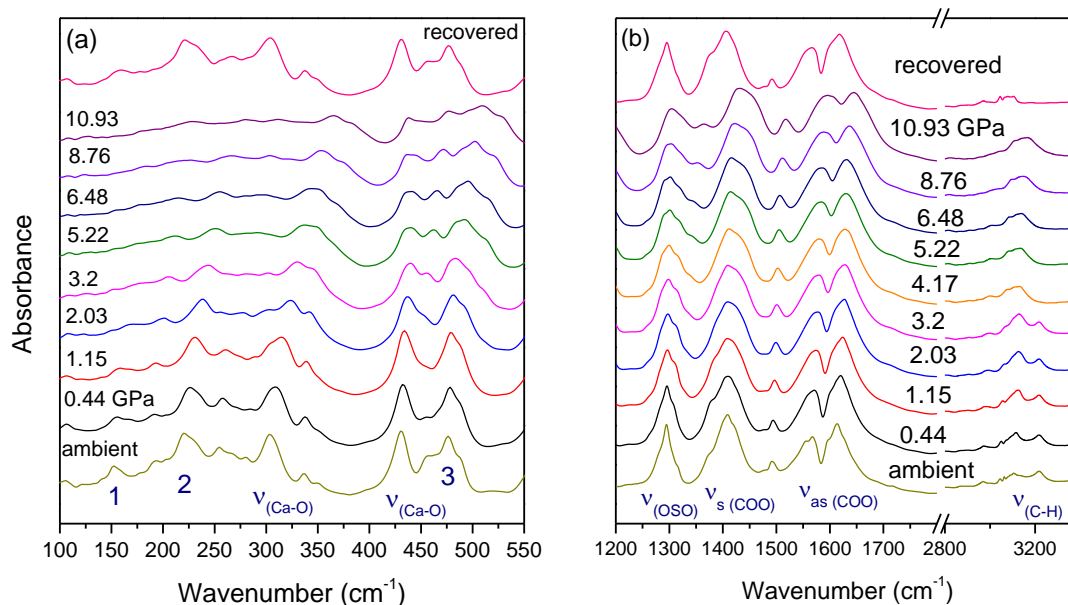 (a)
recovered
10.93
8.76
6.48
5.22
3.2
2.03
1.15
0.44 GPa
ambient
1
2
ν(Ca-O)
ν(Ca-O)
3
100 150 200 250 300 350 400 450 500 550
Wavenumber (cm-1)
Absorbance
(b)
recovered
10.93 GPa
8.76
6.48
5.22
4.17
3.2
2.03
1.15
0.44
ambient
ν(OSO)
νs (COO)
νas (COO)
ν(C-H)
1200 1300 1400 1500 1600 1700 2800 3200
Wavenumber (cm-1)